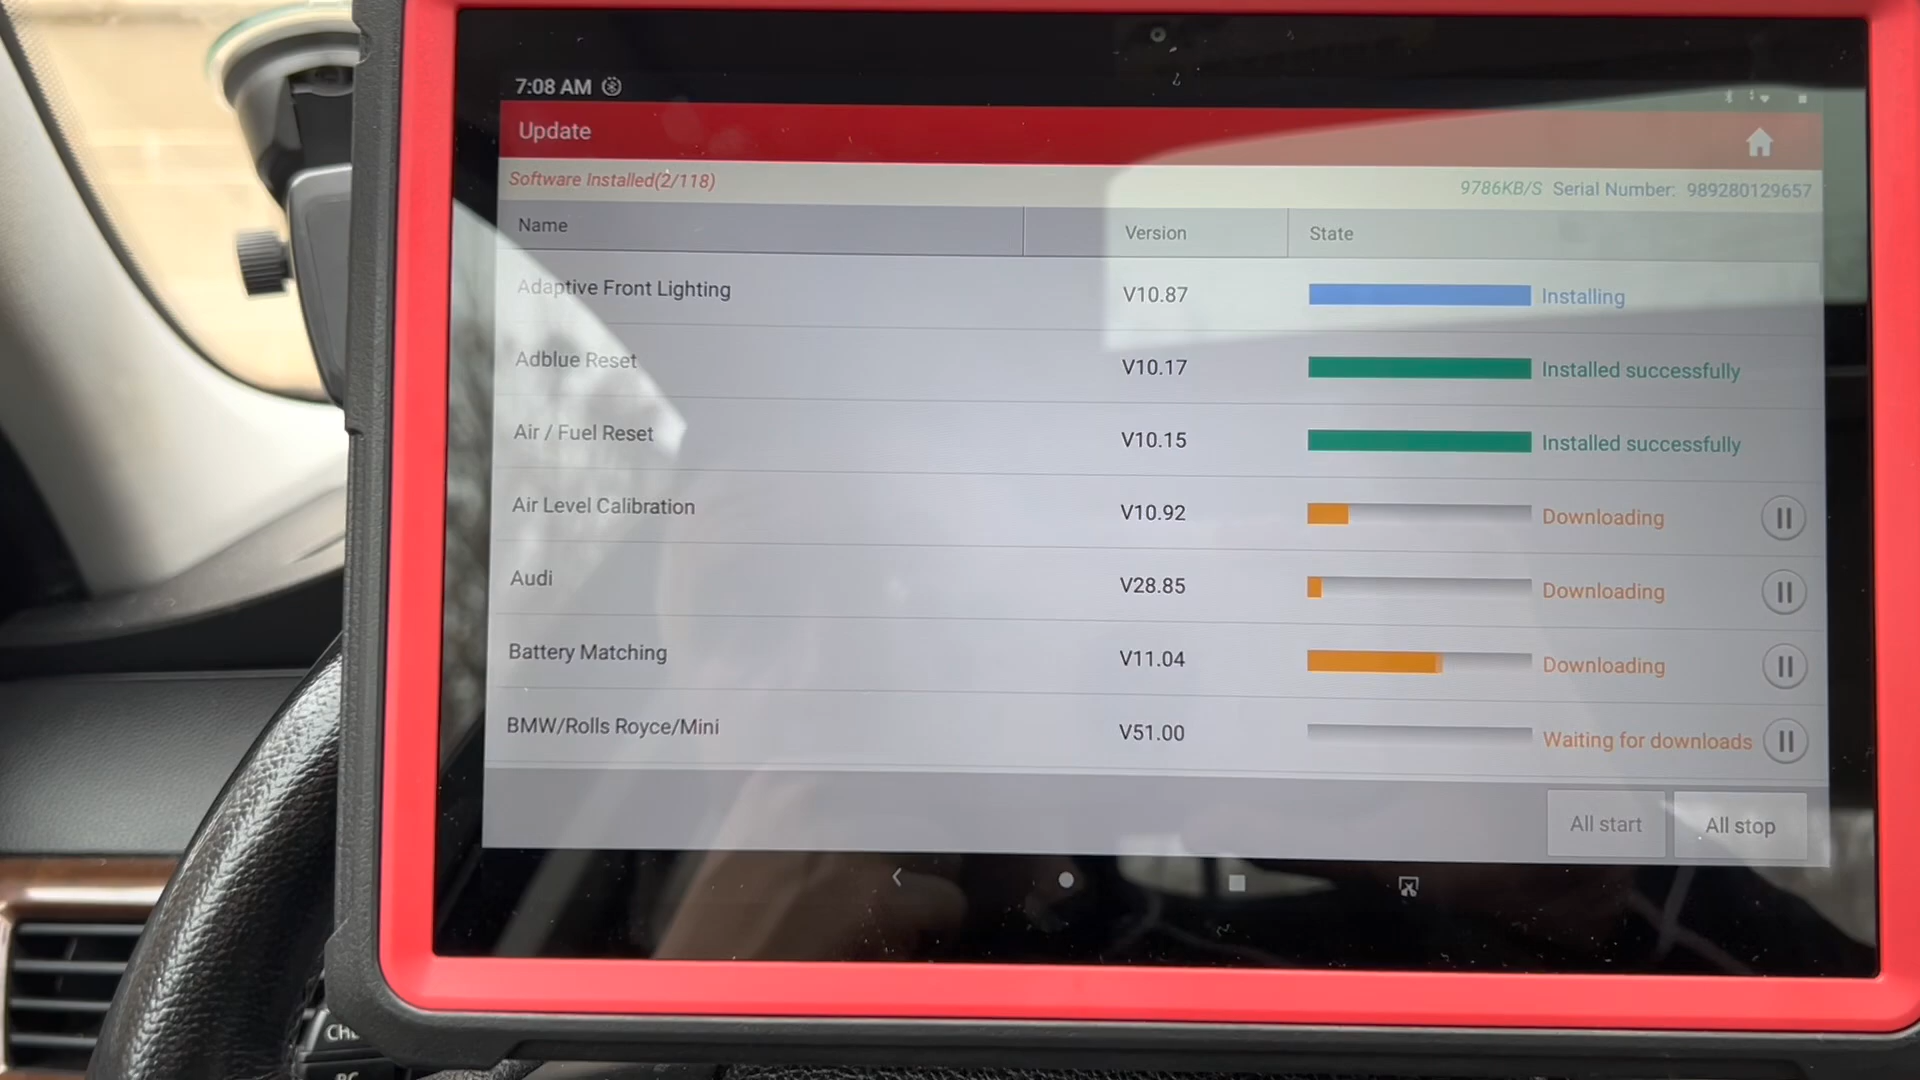 7:08 AM
Update
Software Installed(2/118)
9786KB/S Serial Number: 989280129657
Name Version State
Adaptive Front Lighting V10.87 Installing
Adblue Reset V10.17 Installed successfully
Air / Fuel Reset V10.15 Installed successfully
Air Level Calibration V10.92 Downloading
Audi V28.85 Downloading
Battery Matching V11.04 Downloading
BMW/Rolls Royce/Mini V51.00 Waiting for downloads
All start All stop